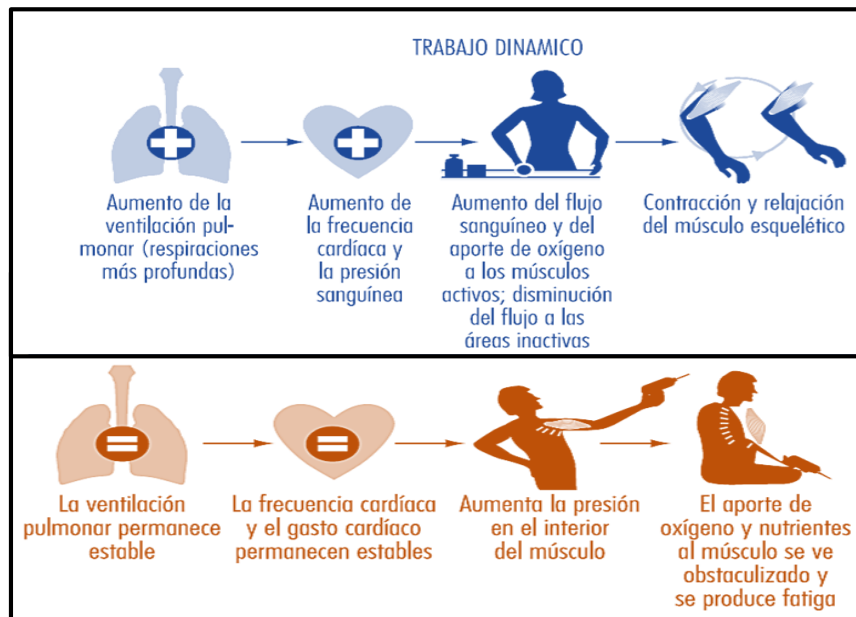 TRABAJO DINAMICO
Aumento de la
ventilación pul-
monar (respiraciones
más profundas)
Aumento de
la frecuencia
cardíaca y
la presión
sanguínea
Aumento del flujo
sanguíneo y del
aporte de oxígeno
a los músculos
activos; disminución
del flujo a las
áreas inactivas
Contracción y relajación
del músculo esquelético
La ventilación
pulmonar permanece
estable
La frecuencia cardíaca
y el gasto cardíaco
permanecen estables
Aumenta la presión
en el interior
del músculo
El aporte de
oxígeno y nutrientes
al músculo se ve
obstaculizado y
se produce fatiga